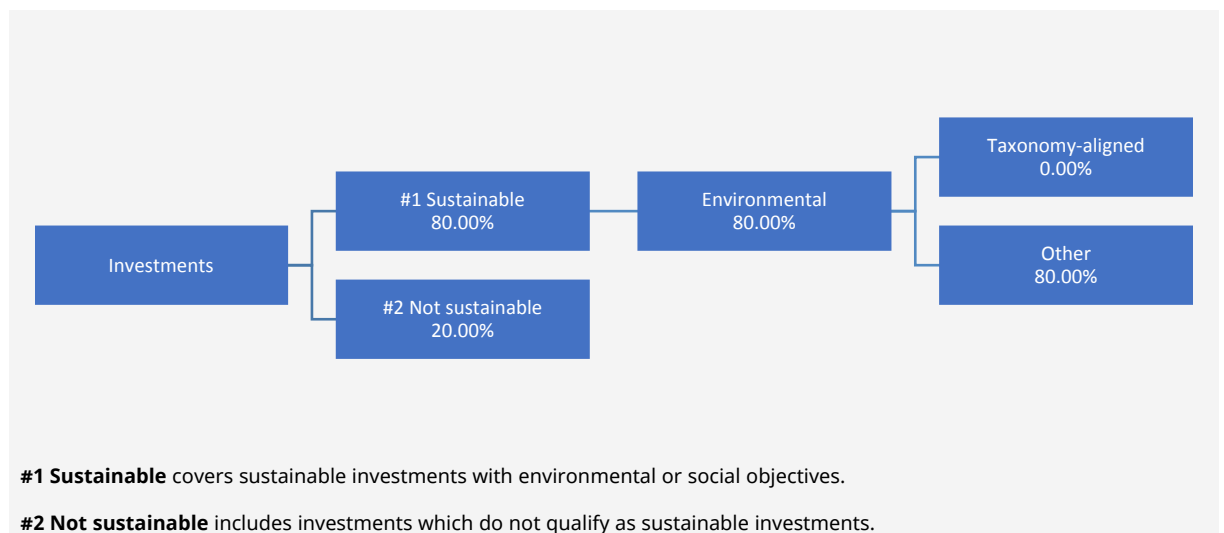 Investments
#1 Sustainable
80.00%
#2 Not sustainable
20.00%
Environmental
80.00%
Taxonomy-aligned
0.00%
Other
80.00%
#1 Sustainable covers sustainable investments with environmental or social objectives.
#2 Not sustainable includes investments which do not qualify as sustainable investments.